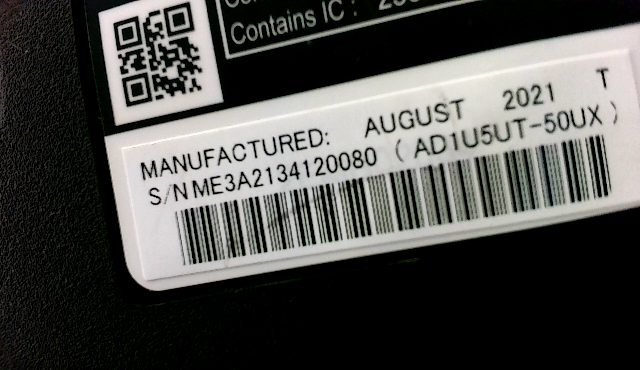 Contains IC :
MANUFACTURED: AUGUST 2021 T
S/N ME3A2134120080 ( AD1U5UT-50UX )